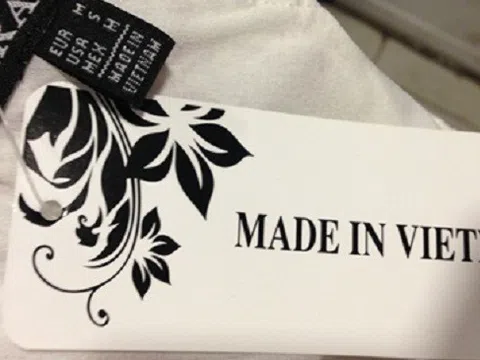 EUR M
USA S
MEX M
MADE IN
VIETNAM
MADE IN VIET